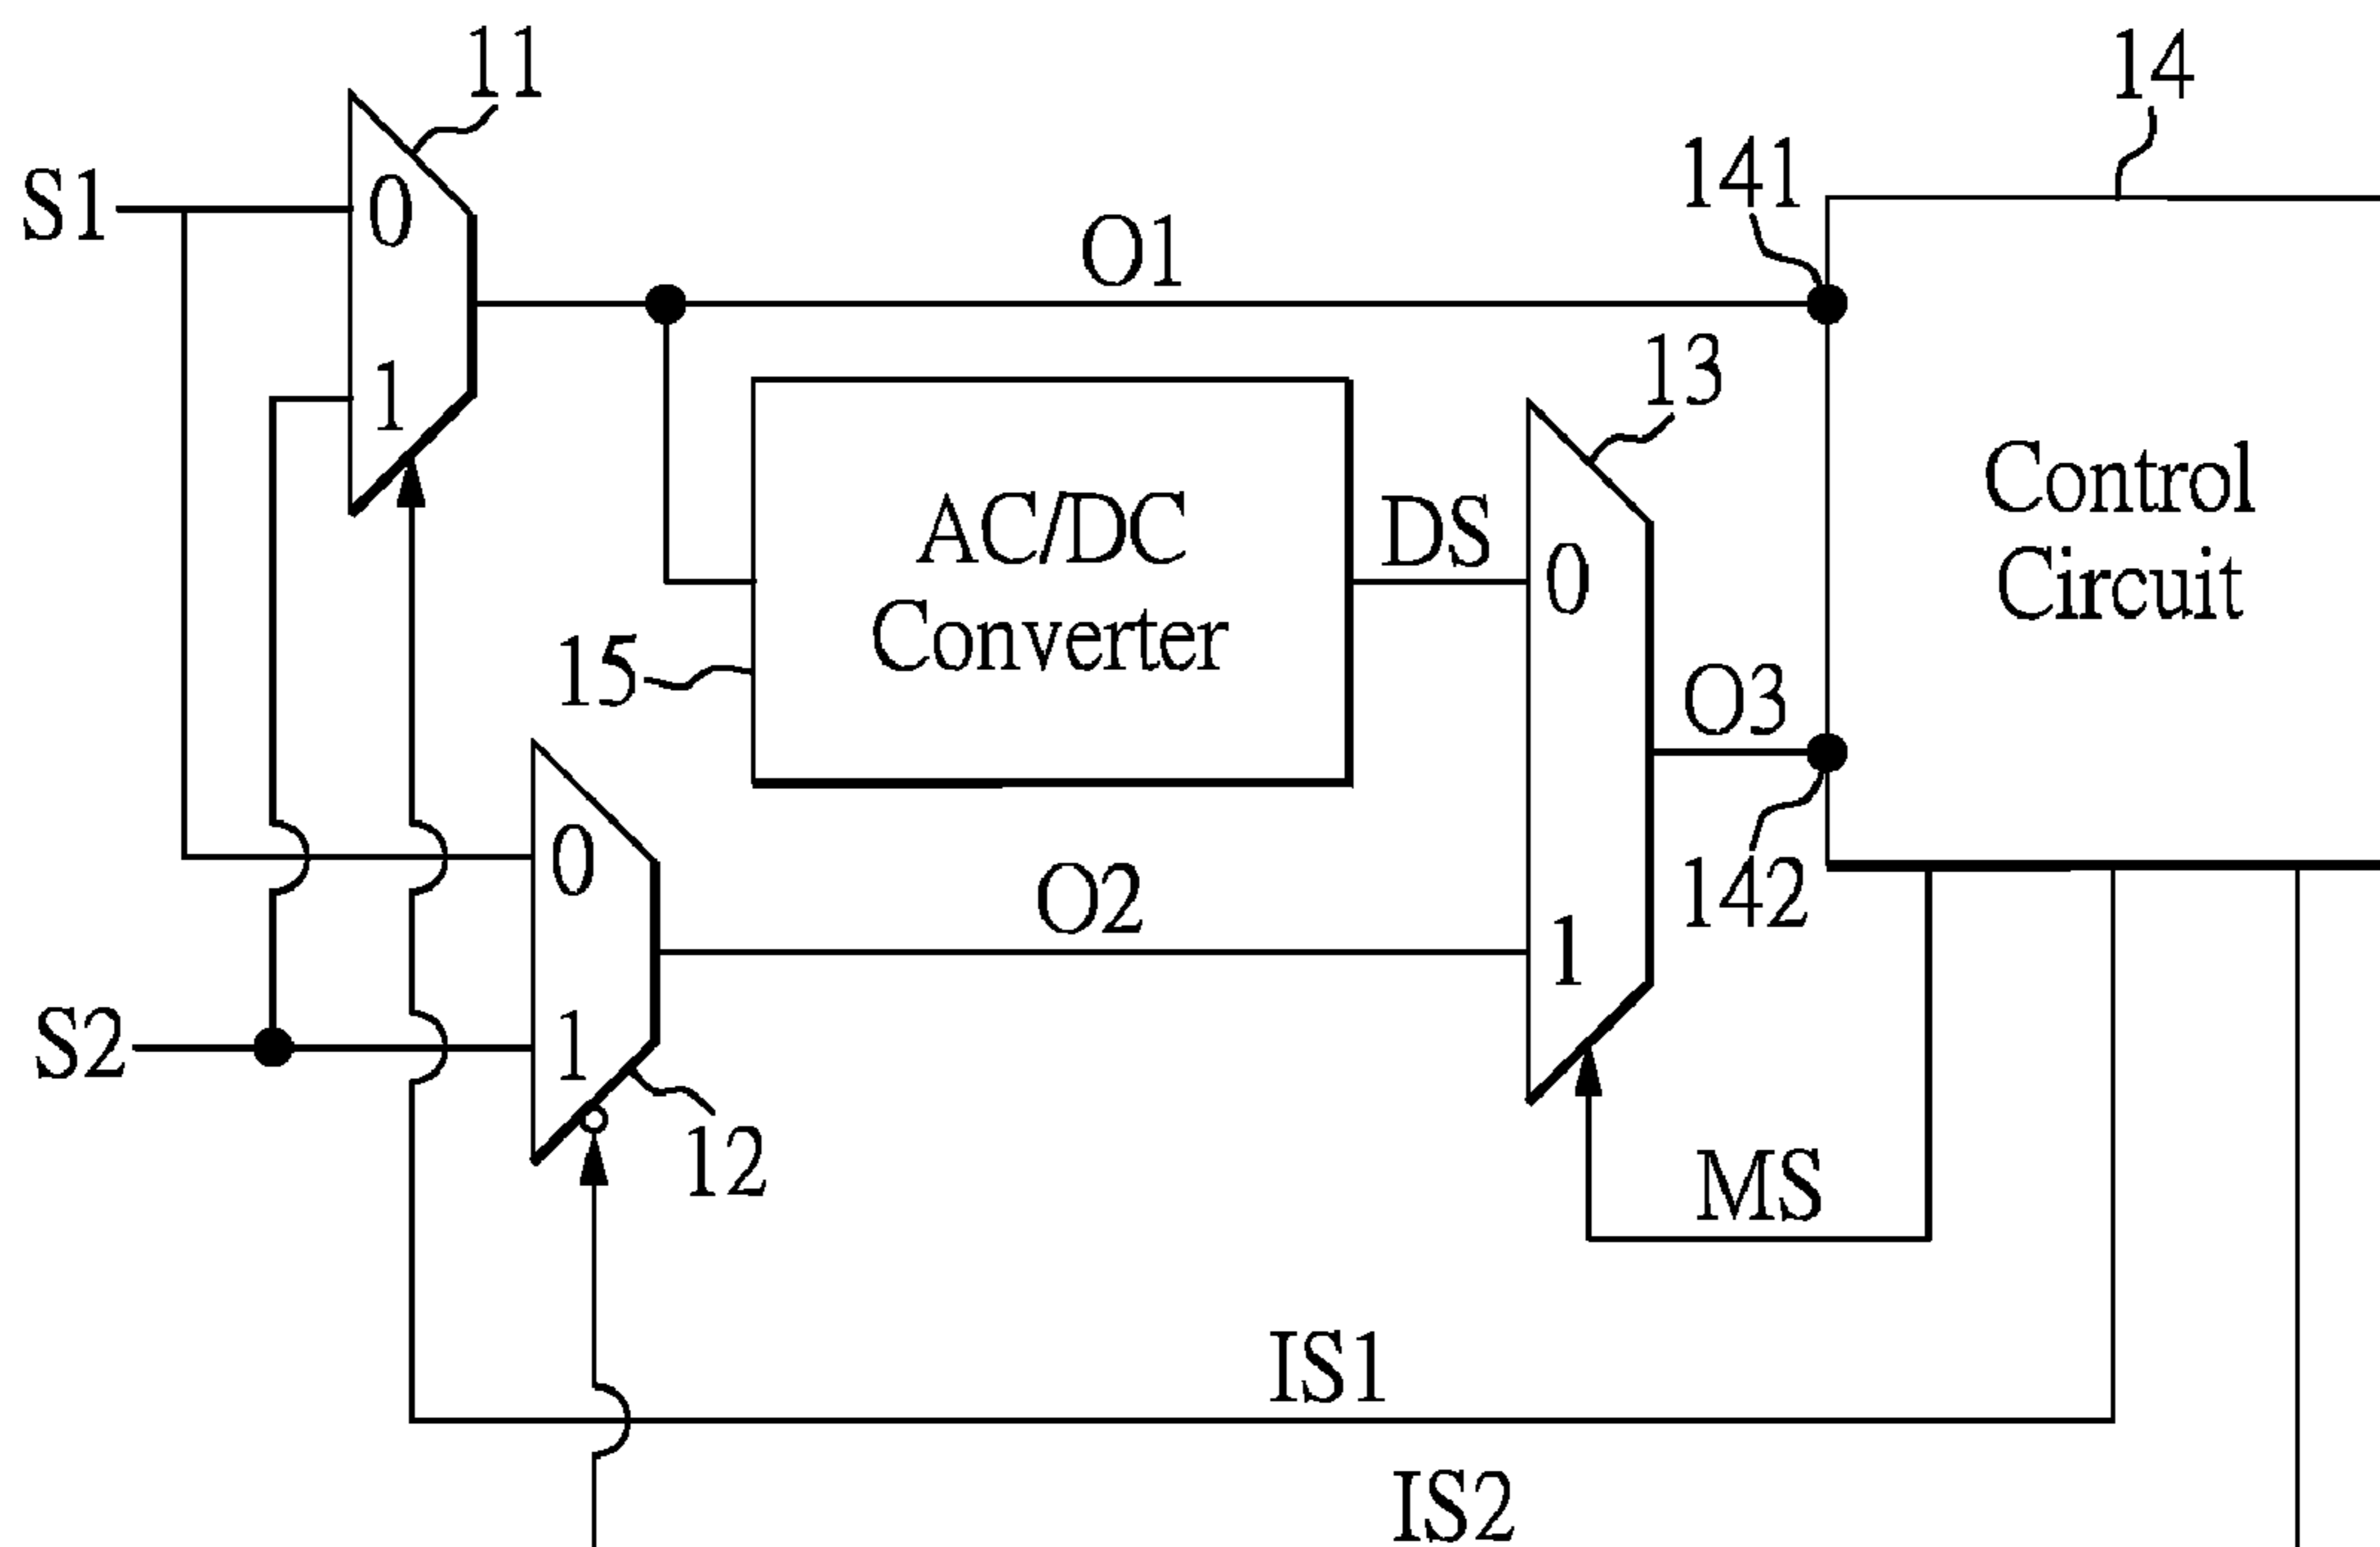 11
14
S1
0
141
O1
13
1
AC/DC
Converter
DS
0
Control
Circuit
15
O3
0
O2
142
1
S2
1
12
MS
IS1
IS2